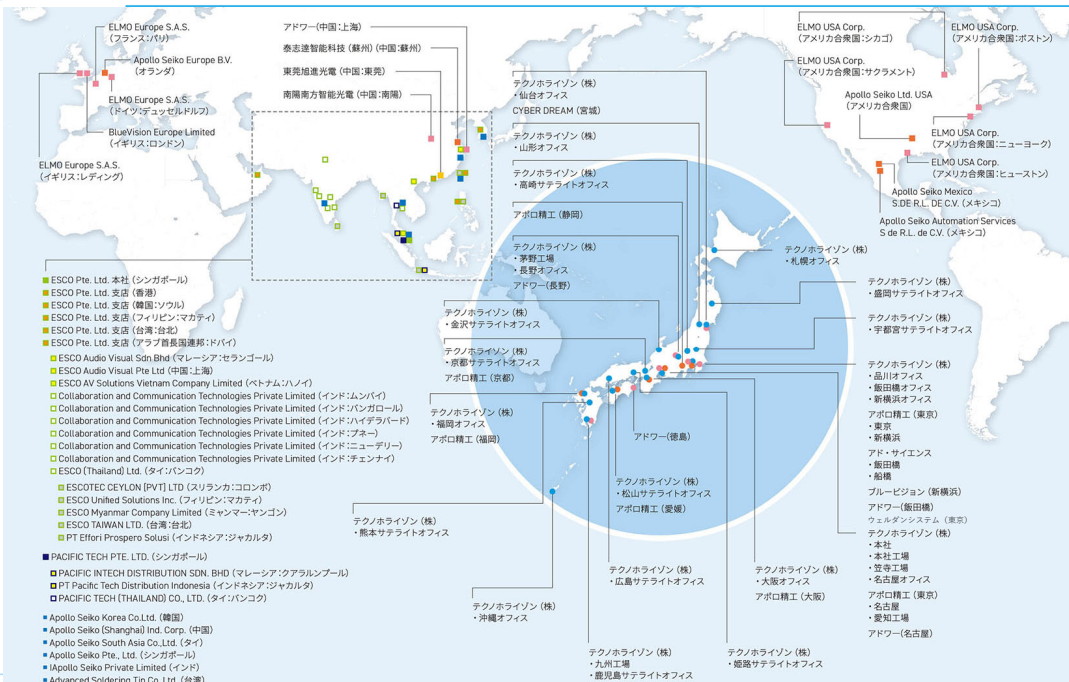 ELMO Europe S.A.S.
(フランス:パリ)
Apollo Seiko Europe B.V.
(オランダ)
ELMO Europe S.A.S.
(ドイツ:デュッセルドルフ)
BlueVision Europe Limited
(イギリス:ロンドン)
ELMO Europe S.A.S.
(イギリス:レディング)
アドワー(中国:上海)
泰志達智能科技(蘇州)(中国:蘇州)
東莞旭進光電(中国:東莞)
南陽南方智能光電(中国:南陽)
テクノホライゾン(株)
・仙台オフィス
CYBER DREAM(宮城)
テクノホライゾン(株)
・山形オフィス
テクノホライゾン(株)
・高崎サテライトオフィス
アポロ精工(静岡)
テクノホライゾン(株)
・茅野工場
・長野オフィス
アドワー(長野)
テクノホライゾン(株)
・金沢サテライトオフィス
テクノホライゾン(株)
・京都サテライトオフィス
アポロ精工(京都)
テクノホライゾン(株)
・福岡オフィス
アポロ精工(福岡)
テクノホライゾン(株)
・熊本サテライトオフィス
テクノホライゾン(株)
・沖縄オフィス
ELMO USA Corp.
(アメリカ合衆国:シカゴ)
ELMO USA Corp.
(アメリカ合衆国:ボストン)
ELMO USA Corp.
(アメリカ合衆国:サクラメント)
Apollo Seiko Ltd. USA
(アメリカ合衆国)
ELMO USA Corp.
(アメリカ合衆国:ニューヨーク)
ELMO USA Corp.
(アメリカ合衆国:ヒューストン)
Apollo Seiko Mexico
S.DE R.L. DE C.V.(メキシコ)
Apollo Seiko Automation Services
S de R.L. de C.V.(メキシコ)
テクノホライゾン(株)
・札幌オフィス
テクノホライゾン(株)
・盛岡サテライトオフィス
テクノホライゾン(株)
・宇都宮サテライトオフィス
テクノホライゾン(株)
・品川オフィス
・飯田橋オフィス
・新横浜オフィス
アポロ精工(東京)
・東京
・新横浜
アド・サイエンス
・飯田橋
・船橋
ブルービジョン(新横浜)
アドワー(飯田橋)
ウェルダンシステム(東京)
テクノホライゾン(株)
・本社
・本社工場
・笠寺工場
・名古屋オフィス
アポロ精工(東京)
・名古屋
・愛知工場
アドワー(名古屋)
アドワー(徳島)
テクノホライゾン(株)
・松山サテライトオフィス
アポロ精工(愛媛)
テクノホライゾン(株)
・広島サテライトオフィス
テクノホライゾン(株)
・大阪オフィス
アポロ精工(大阪)
テクノホライゾン(株)
・九州工場
・鹿児島サテライトオフィス
テクノホライゾン(株)
・姫路サテライトオフィス
ESCO Pte. Ltd. 本社(シンガポール)
ESCO Pte. Ltd. 支店(香港)
ESCO Pte. Ltd. 支店(韓国:ソウル)
ESCO Pte. Ltd. 支店(フィリピン:マカティ)
ESCO Pte. Ltd. 支店(台湾:台北)
ESCO Pte. Ltd. 支店(アラブ首長国連邦:ドバイ)
ESCO Audio Visual Sdn Bhd(マレーシア:セランゴール)
ESCO Audio Visual Pte Ltd(中国:上海)
ESCO AV Solutions Vietnam Company Limited(ベトナム:ハノイ)
Collaboration and Communication Technologies Private Limited(インド:ムンバイ)
Collaboration and Communication Technologies Private Limited(インド:バンガロール)
Collaboration and Communication Technologies Private Limited(インド:ハイデラバード)
Collaboration and Communication Technologies Private Limited(インド:プネー)
Collaboration and Communication Technologies Private Limited(インド:ニューデリー)
Collaboration and Communication Technologies Private Limited(インド:チェンナイ)
ESCO (Thailand) Ltd.(タイ:バンコク)
ESCOTEC CEYLON [PVT] LTD(スリランカ:コロンボ)
ESCO Unified Solutions Inc.(フィリピン:マカティ)
ESCO Myanmar Company Limited(ミャンマー:ヤンゴン)
ESCO TAIWAN LTD.(台湾:台北)
PT Effori Prospero Solusi(インドネシア:ジャカルタ)
PACIFIC TECH PTE. LTD.(シンガポール)
PACIFIC INTECH DISTRIBUTION SDN. BHD(マレーシア:クアラルンプール)
PT Pacific Tech Distribution Indonesia(インドネシア:ジャカルタ)
PACIFIC TECH (THAILAND) CO., LTD.(タイ:バンコク)
Apollo Seiko Korea Co.Ltd.(韓国)
Apollo Seiko (Shanghai) Ind. Corp.(中国)
Apollo Seiko South Asia Co.,Ltd.(タイ)
Apollo Seiko Pte., Ltd.(シンガポール)
IApollo Seiko Private Limited(インド)
Advanced Soldering Tip Co. Ltd.(台湾)